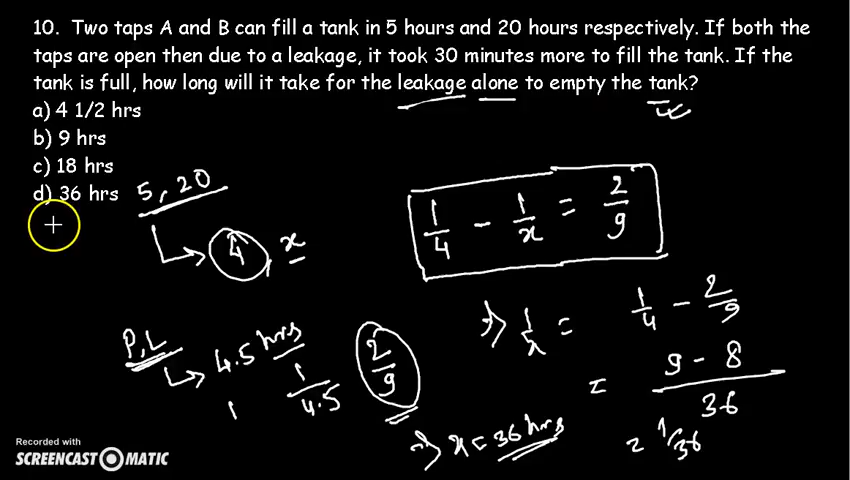 10. Two taps A and B can fill a tank in 5 hours and 20 hours respectively. If both the
taps are open then due to a leakage, it took 30 minutes more to fill the tank. If the
tank is full, how long will it take for the leakage alone to empty the tank?
a) 4 1/2 hrs
b) 9 hrs
c) 18 hrs
d) 36 hrs
5, 20
4, x
1/4 - 1/x = 2/9
P, L
4.5 hrs
1
1/4.5
2/9
⇒ 1/x = 1/4 - 2/9
= 9 - 8 / 36
= 1/36
⇒ x = 36 hrs
Recorded with
SCREENCAST MATIC